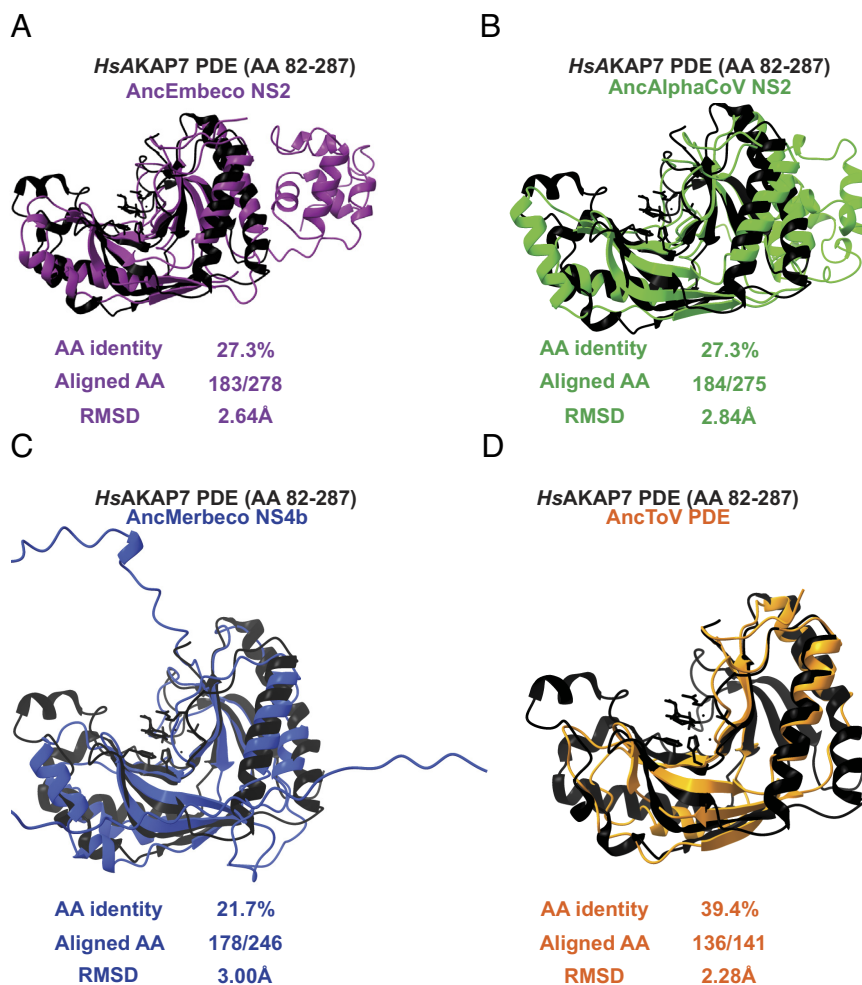 A
HsAKAP7 PDE (AA 82-287)
AncEmbeco NS2
AA identity 27.3%
Aligned AA 183/278
RMSD 2.64Å
B
HsAKAP7 PDE (AA 82-287)
AncAlphaCoV NS2
AA identity 27.3%
Aligned AA 184/275
RMSD 2.84Å
C
HsAKAP7 PDE (AA 82-287)
AncMerbeco NS4b
AA identity 21.7%
Aligned AA 178/246
RMSD 3.00Å
D
HsAKAP7 PDE (AA 82-287)
AncToV PDE
AA identity 39.4%
Aligned AA 136/141
RMSD 2.28Å